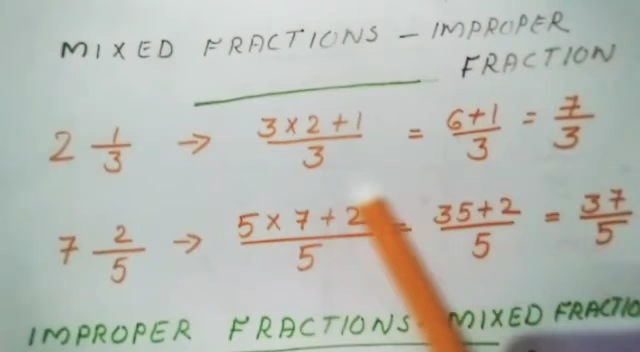 MIXED FRACTIONS - IMPROPER
FRACTION
2 1/3 → 3 × 2 + 1/3 = 6+1/3 = 7/3
7 2/5 → 5 × 7 + 2/5 = 35+2/5 = 37/5
IMPROPER FRACTIONS - MIXED FRACTIO